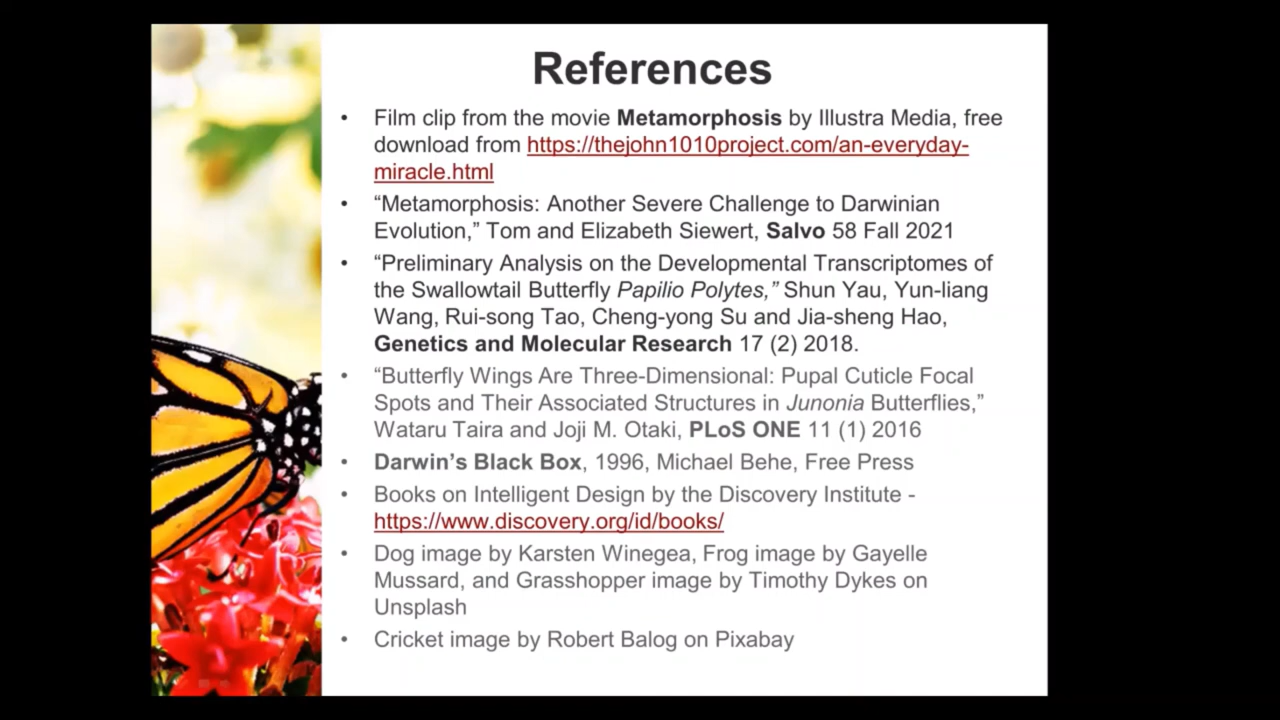 References
• Film clip from the movie Metamorphosis by Illustra Media, free
download from https://thejohn1010project.com/an-everyday-
miracle.html
• “Metamorphosis: Another Severe Challenge to Darwinian
Evolution,” Tom and Elizabeth Siewert, Salvo 58 Fall 2021
• “Preliminary Analysis on the Developmental Transcriptomes of
the Swallowtail Butterfly Papilio Polytes,” Shun Yau, Yun-liang
Wang, Rui-song Tao, Cheng-yong Su and Jia-sheng Hao,
Genetics and Molecular Research 17 (2) 2018.
• “Butterfly Wings Are Three-Dimensional: Pupal Cuticle Focal
Spots and Their Associated Structures in Junonia Butterflies,”
Wataru Taira and Joji M. Otaki, PLoS ONE 11 (1) 2016
• Darwin’s Black Box, 1996, Michael Behe, Free Press
• Books on Intelligent Design by the Discovery Institute -
https://www.discovery.org/id/books/
• Dog image by Karsten Winegea, Frog image by Gayelle
Mussard, and Grasshopper image by Timothy Dykes on
Unsplash
• Cricket image by Robert Balog on Pixabay